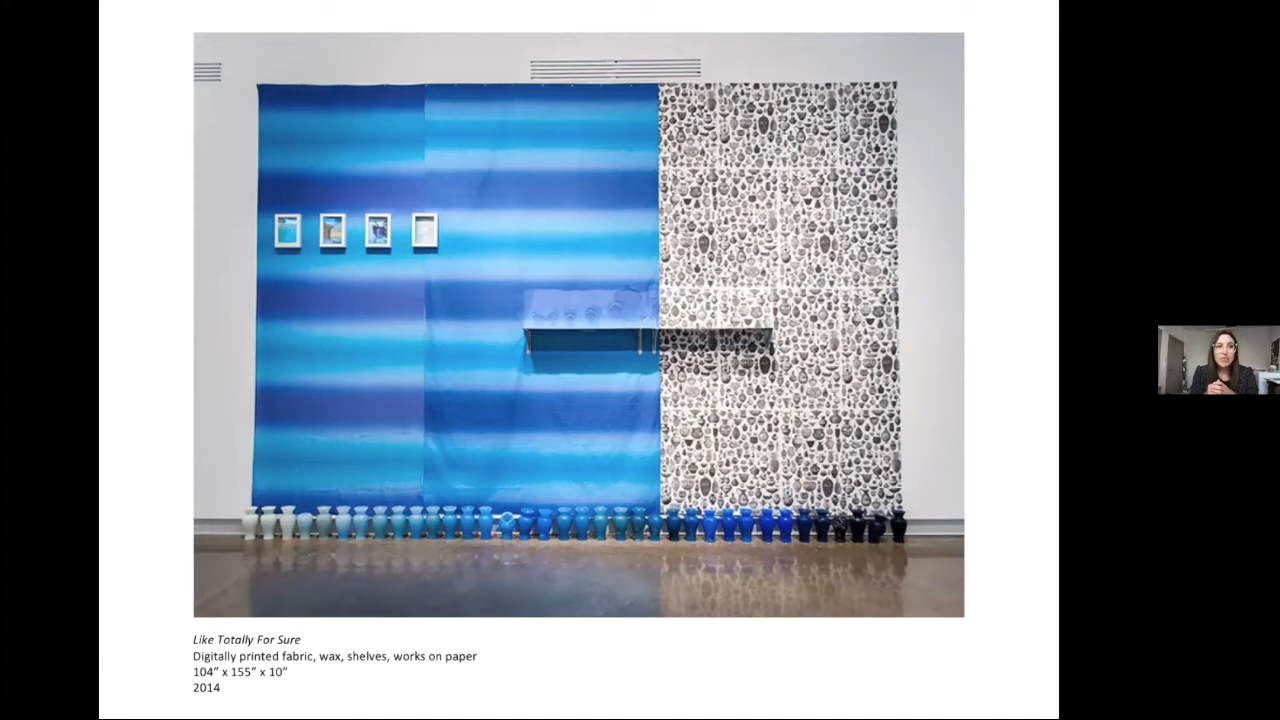 Like Totally For Sure
Digitally printed fabric, wax, shelves, works on paper
104” x 155” x 10”
2014